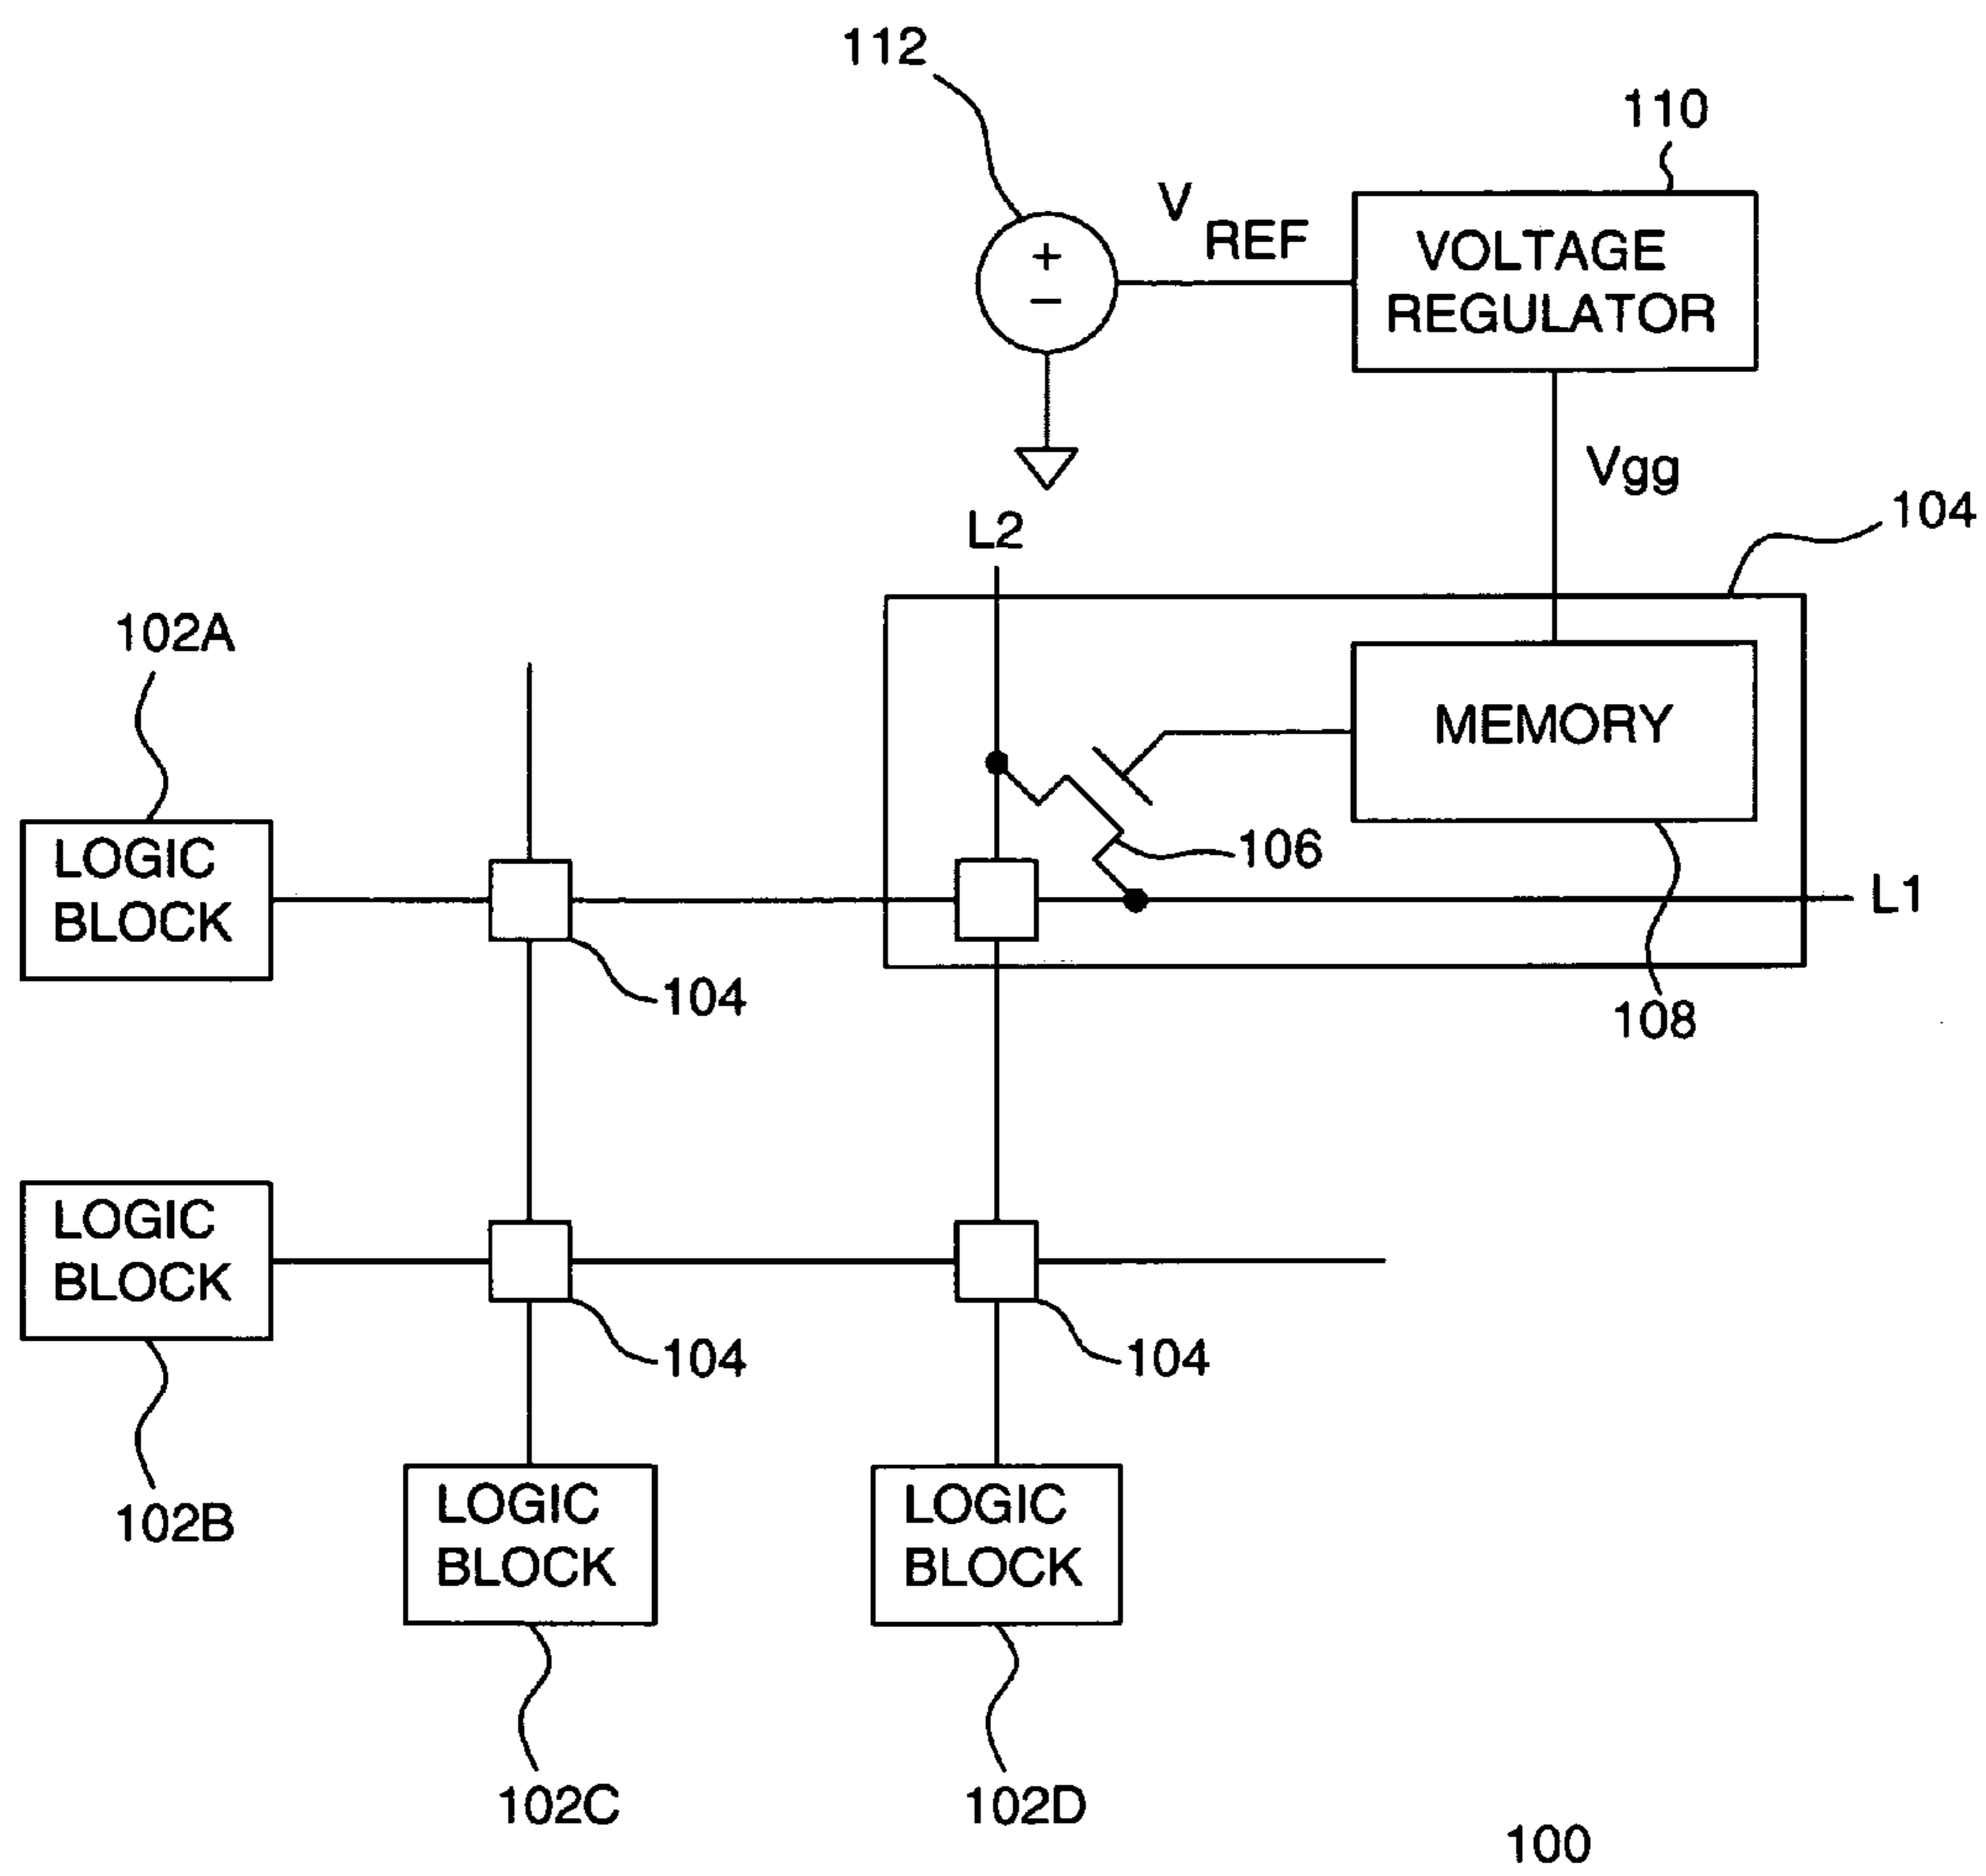 112
110
V
REF
VOLTAGE
REGULATOR
+
−
Vgg
104
L2
102A
MEMORY
LOGIC
BLOCK
106
L1
104
108
LOGIC
BLOCK
104
104
102B
LOGIC
BLOCK
LOGIC
BLOCK
102C
102D
100